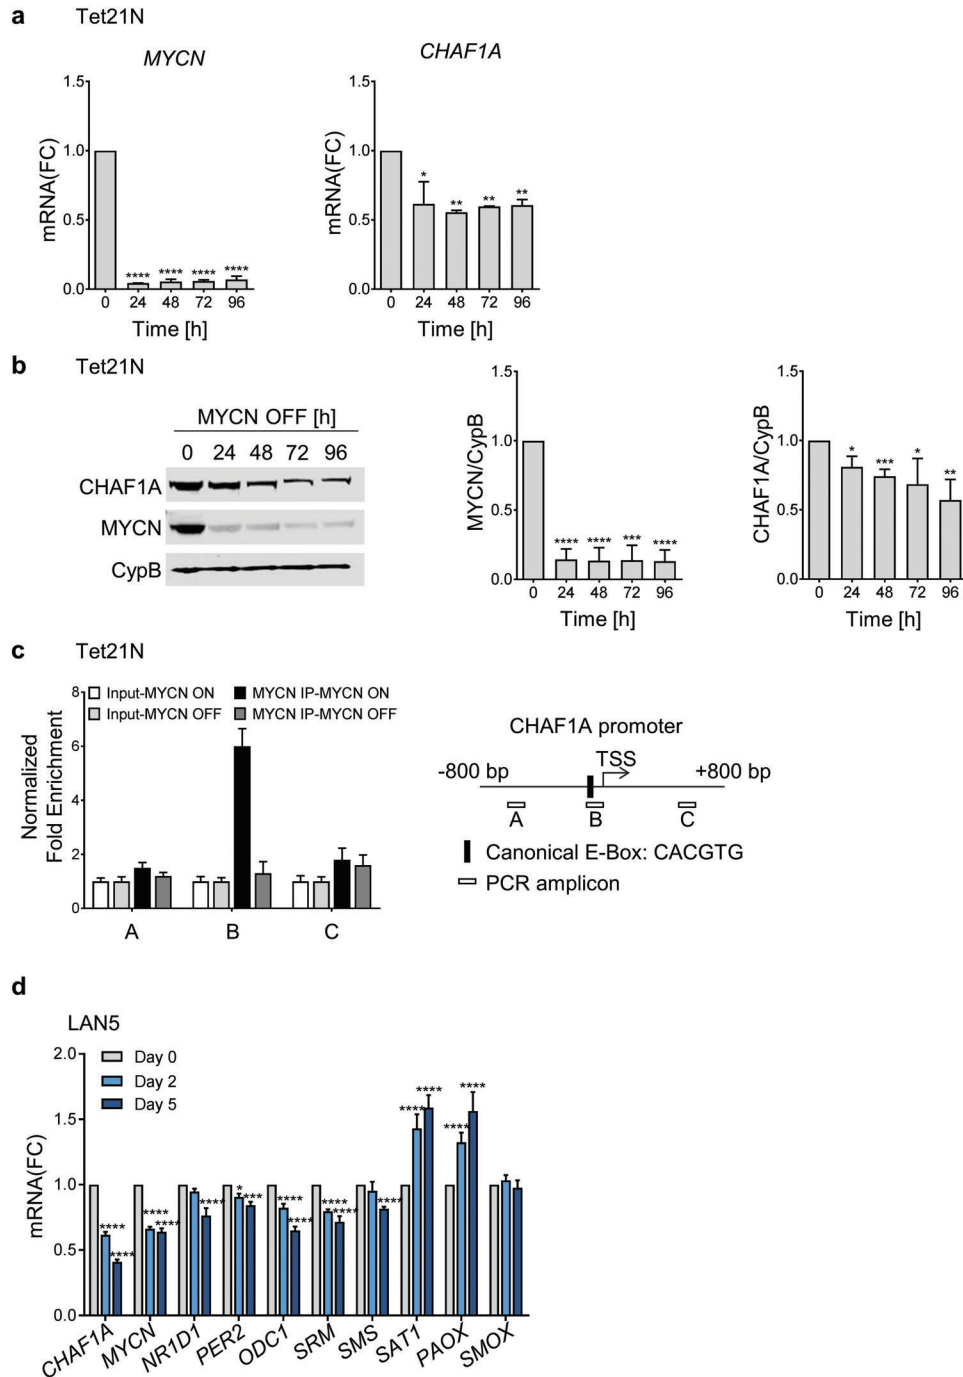 a Tet21N
MYCN
CHAF1A
mRNA(FC)
1.5
1.0
0.5
0.0
**** **** **** ****
0 24 48 72 96
Time [h]
mRNA(FC)
1.5
1.0
0.5
0.0
* ** ** **
0 24 48 72 96
Time [h]
b Tet21N
MYCN OFF [h]
0 24 48 72 96
CHAF1A
MYCN
CypB
MYCN/CypB
1.5
1.0
0.5
0.0
**** **** *** ****
0 24 48 72 96
Time [h]
CHAF1A/CypB
1.5
1.0
0.5
0.0
* *** * **
0 24 48 72 96
Time [h]
c Tet21N
Normalized
Fold Enrichment
8
6
4
2
0
Input-MYCN ON
MYCN IP-MYCN ON
Input-MYCN OFF
MYCN IP-MYCN OFF
A B C
CHAF1A promoter
-800 bp TSS +800 bp
A B C
Canonical E-Box: CACGTG
PCR amplicon
d
LAN5
mRNA(FC)
2.0
1.5
1.0
0.5
0.0
Day 0
Day 2
Day 5
**** **** **** **** **** * *** **** **** **** **** **** **** **** **** ****
CHAF1A MYCN NR1D1 PER2 ODC1 SRM SMS SAT1 PAOX SMOX